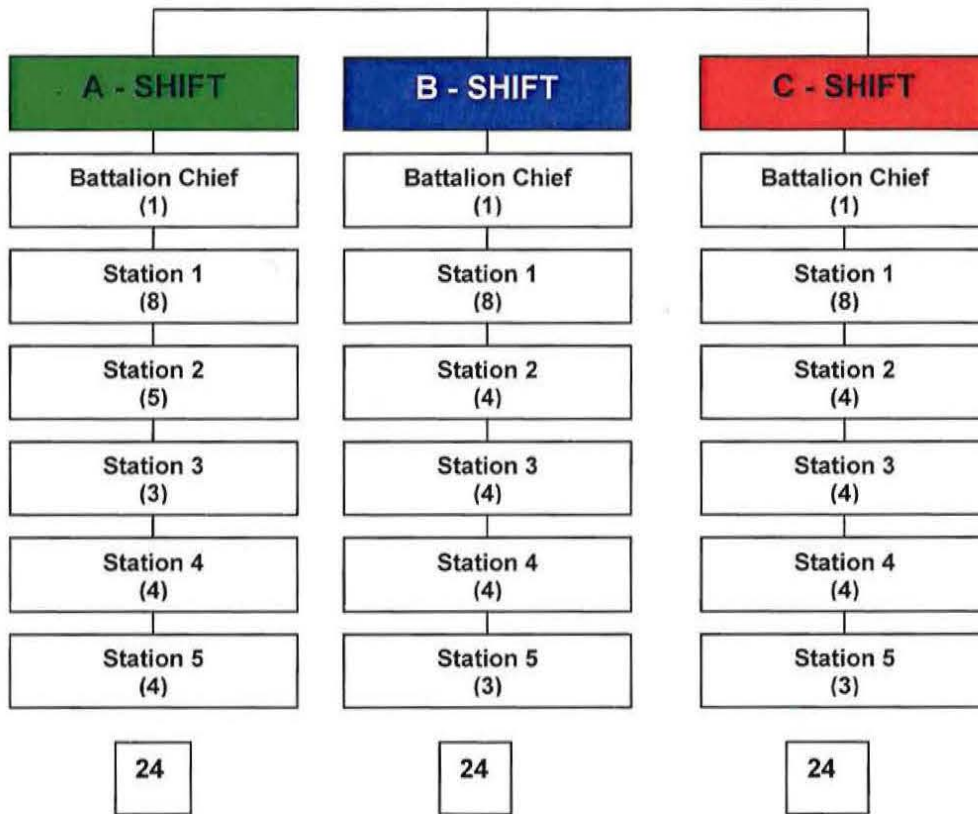 A - SHIFT
Battalion Chief
(1)
Station 1
(8)
Station 2
(5)
Station 3
(3)
Station 4
(4)
Station 5
(4)
24
B - SHIFT
Battalion Chief
(1)
Station 1
(8)
Station 2
(4)
Station 3
(4)
Station 4
(4)
Station 5
(3)
24
C - SHIFT
Battalion Chief
(1)
Station 1
(8)
Station 2
(4)
Station 3
(4)
Station 4
(4)
Station 5
(3)
24